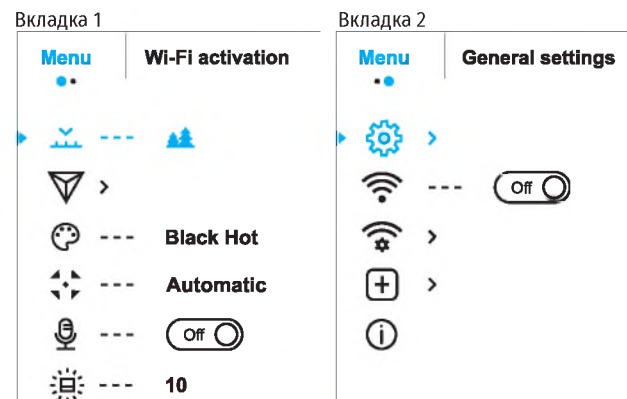 Вкладка 1
Menu
Wi-Fi activation
Black Hot
Automatic
Off
10
Вкладка 2
Menu
General settings
Off